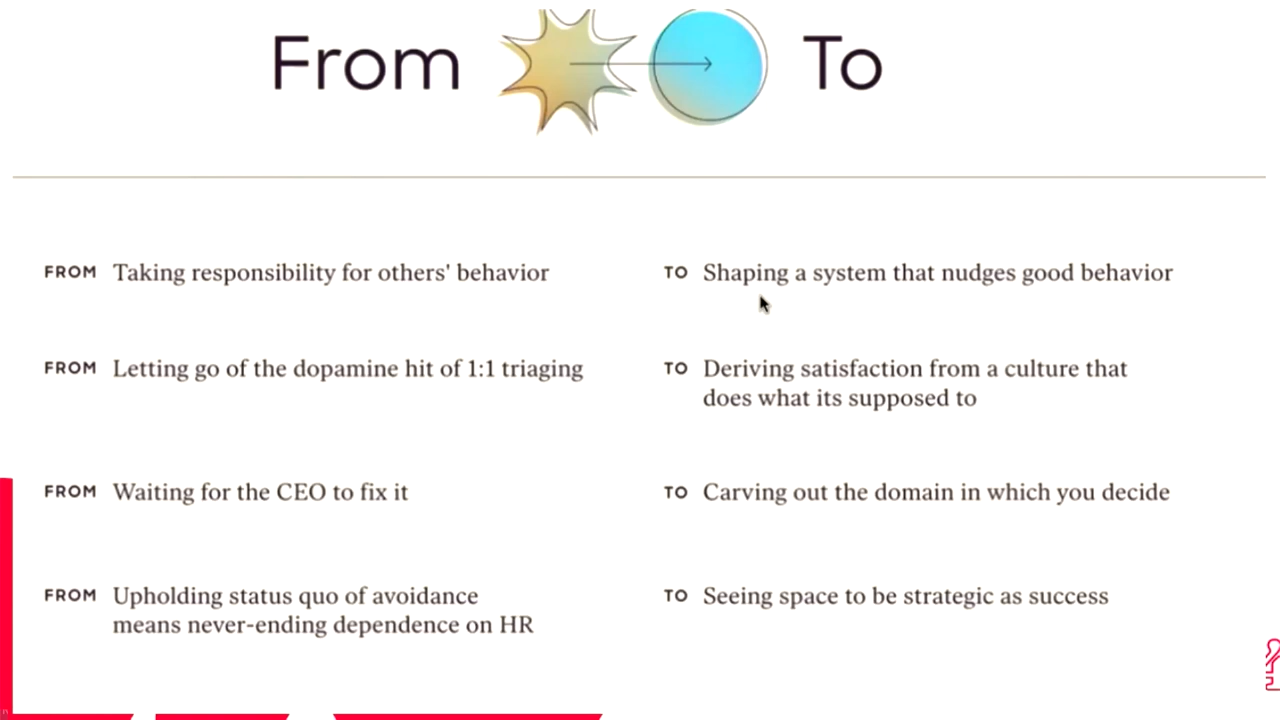 From To
FROM Taking responsibility for others' behavior
TO Shaping a system that nudges good behavior
FROM Letting go of the dopamine hit of 1:1 triaging
TO Deriving satisfaction from a culture that
does what its supposed to
FROM Waiting for the CEO to fix it
TO Carving out the domain in which you decide
FROM Upholding status quo of avoidance
means never-ending dependence on HR
TO Seeing space to be strategic as success